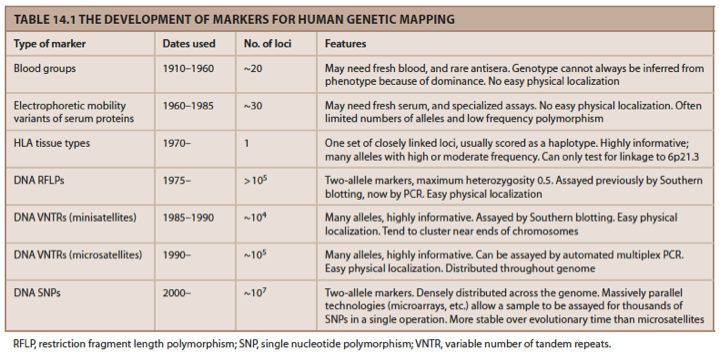 TABLE 14.1 THE DEVELOPMENT OF MARKERS FOR HUMAN GENETIC MAPPING
Type of marker Dates used No. of loci Features
Blood groups 1910–1960 ~20 May need fresh blood, and rare antisera. Genotype cannot always be inferred from
phenotype because of dominance. No easy physical localization
Electrophoretic mobility 1960–1985 ~30 May need fresh serum, and specialized assays. No easy physical localization. Often
variants of serum proteins limited numbers of alleles and low frequency polymorphism
HLA tissue types 1970– 1 One set of closely linked loci, usually scored as a haplotype. Highly informative;
many alleles with high or moderate frequency. Can only test for linkage to 6p21.3
DNA RFLPs 1975– >10⁵ Two-allele markers, maximum heterozygosity 0.5. Assayed previously by Southern
blotting, now by PCR. Easy physical localization
DNA VNTRs (minisatellites) 1985–1990 ~10⁴ Many alleles, highly informative. Assayed by Southern blotting. Easy physical
localization. Tend to cluster near ends of chromosomes
DNA VNTRs (microsatellites) 1990– ~10⁵ Many alleles, highly informative. Can be assayed by automated multiplex PCR.
Easy physical localization. Distributed throughout genome
DNA SNPs 2000– ~10⁷ Two-allele markers. Densely distributed across the genome. Massively parallel
technologies (microarrays, etc.) allow a sample to be assayed for thousands of
SNPs in a single operation. More stable over evolutionary time than microsatellites
RFLP, restriction fragment length polymorphism; SNP, single nucleotide polymorphism; VNTR, variable number of tandem repeats.